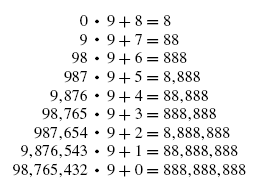 0 • 9 + 8 = 8
9 • 9 + 7 = 88
98 • 9 + 6 = 888
987 • 9 + 5 = 8,888
9,876 • 9 + 4 = 88,888
98,765 • 9 + 3 = 888,888
987,654 • 9 + 2 = 8,888,888
9,876,543 • 9 + 1 = 88,888,888
98,765,432 • 9 + 0 = 888,888,888